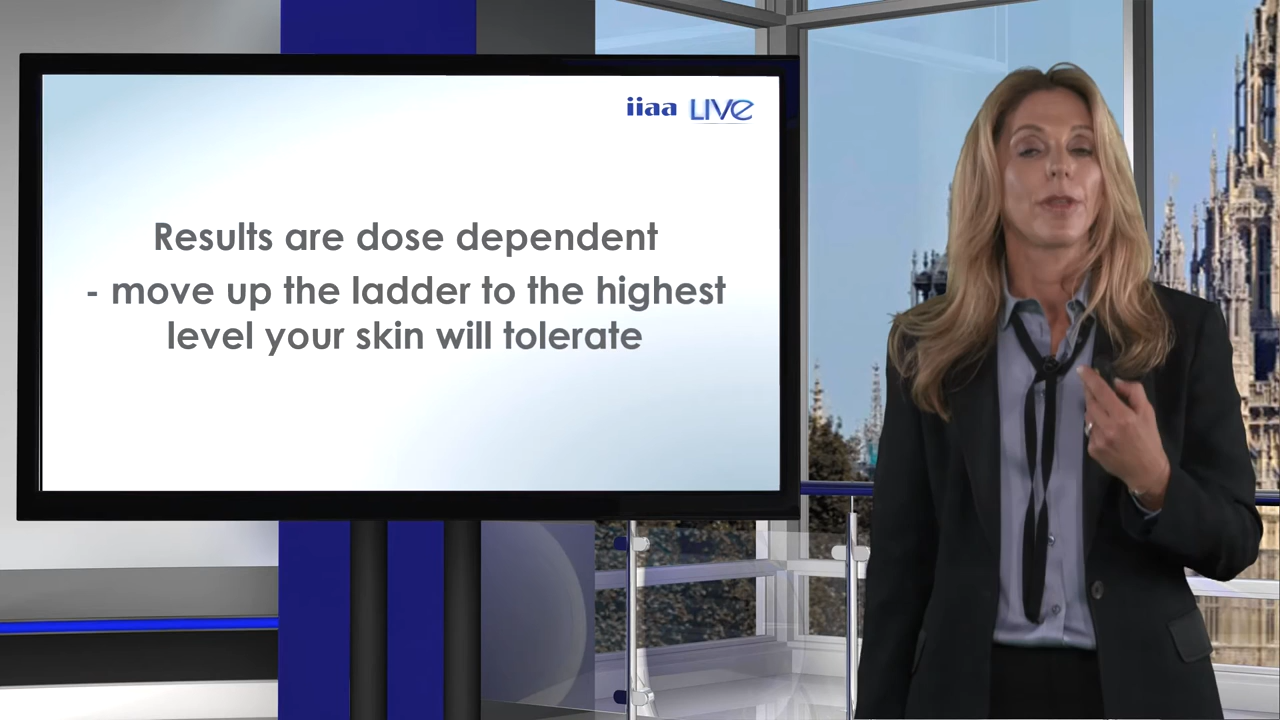 iiaa LIVE
Results are dose dependent
- move up the ladder to the highest
level your skin will tolerate